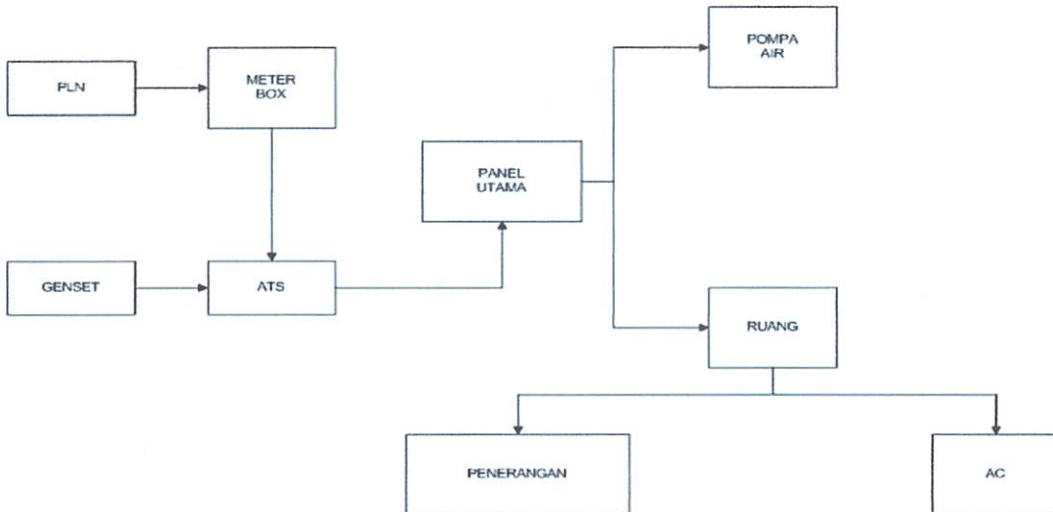 POMPA
AIR
PLN
METER
BOX
PANEL
UTAMA
GENSET
ATS
RUANG
PENERANGAN
AC